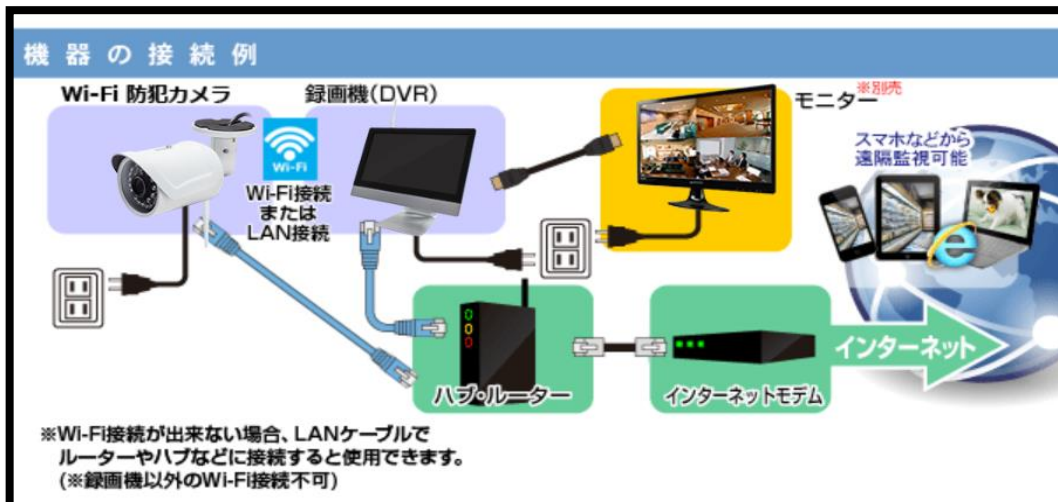 機器の接続例
Wi-Fi 防犯カメラ
録画機(DVR)
モニター
※別売
Wi-Fi
Wi-Fi接続
または
LAN接続
スマホなどから
遠隔監視可能
ハブ・ルーター
インターネットモデム
インターネット
※Wi-Fi接続が出来ない場合、LANケーブルで
ルーターやハブなどに接続すると使用できます。
(※録画機以外のWi-Fi接続不可)